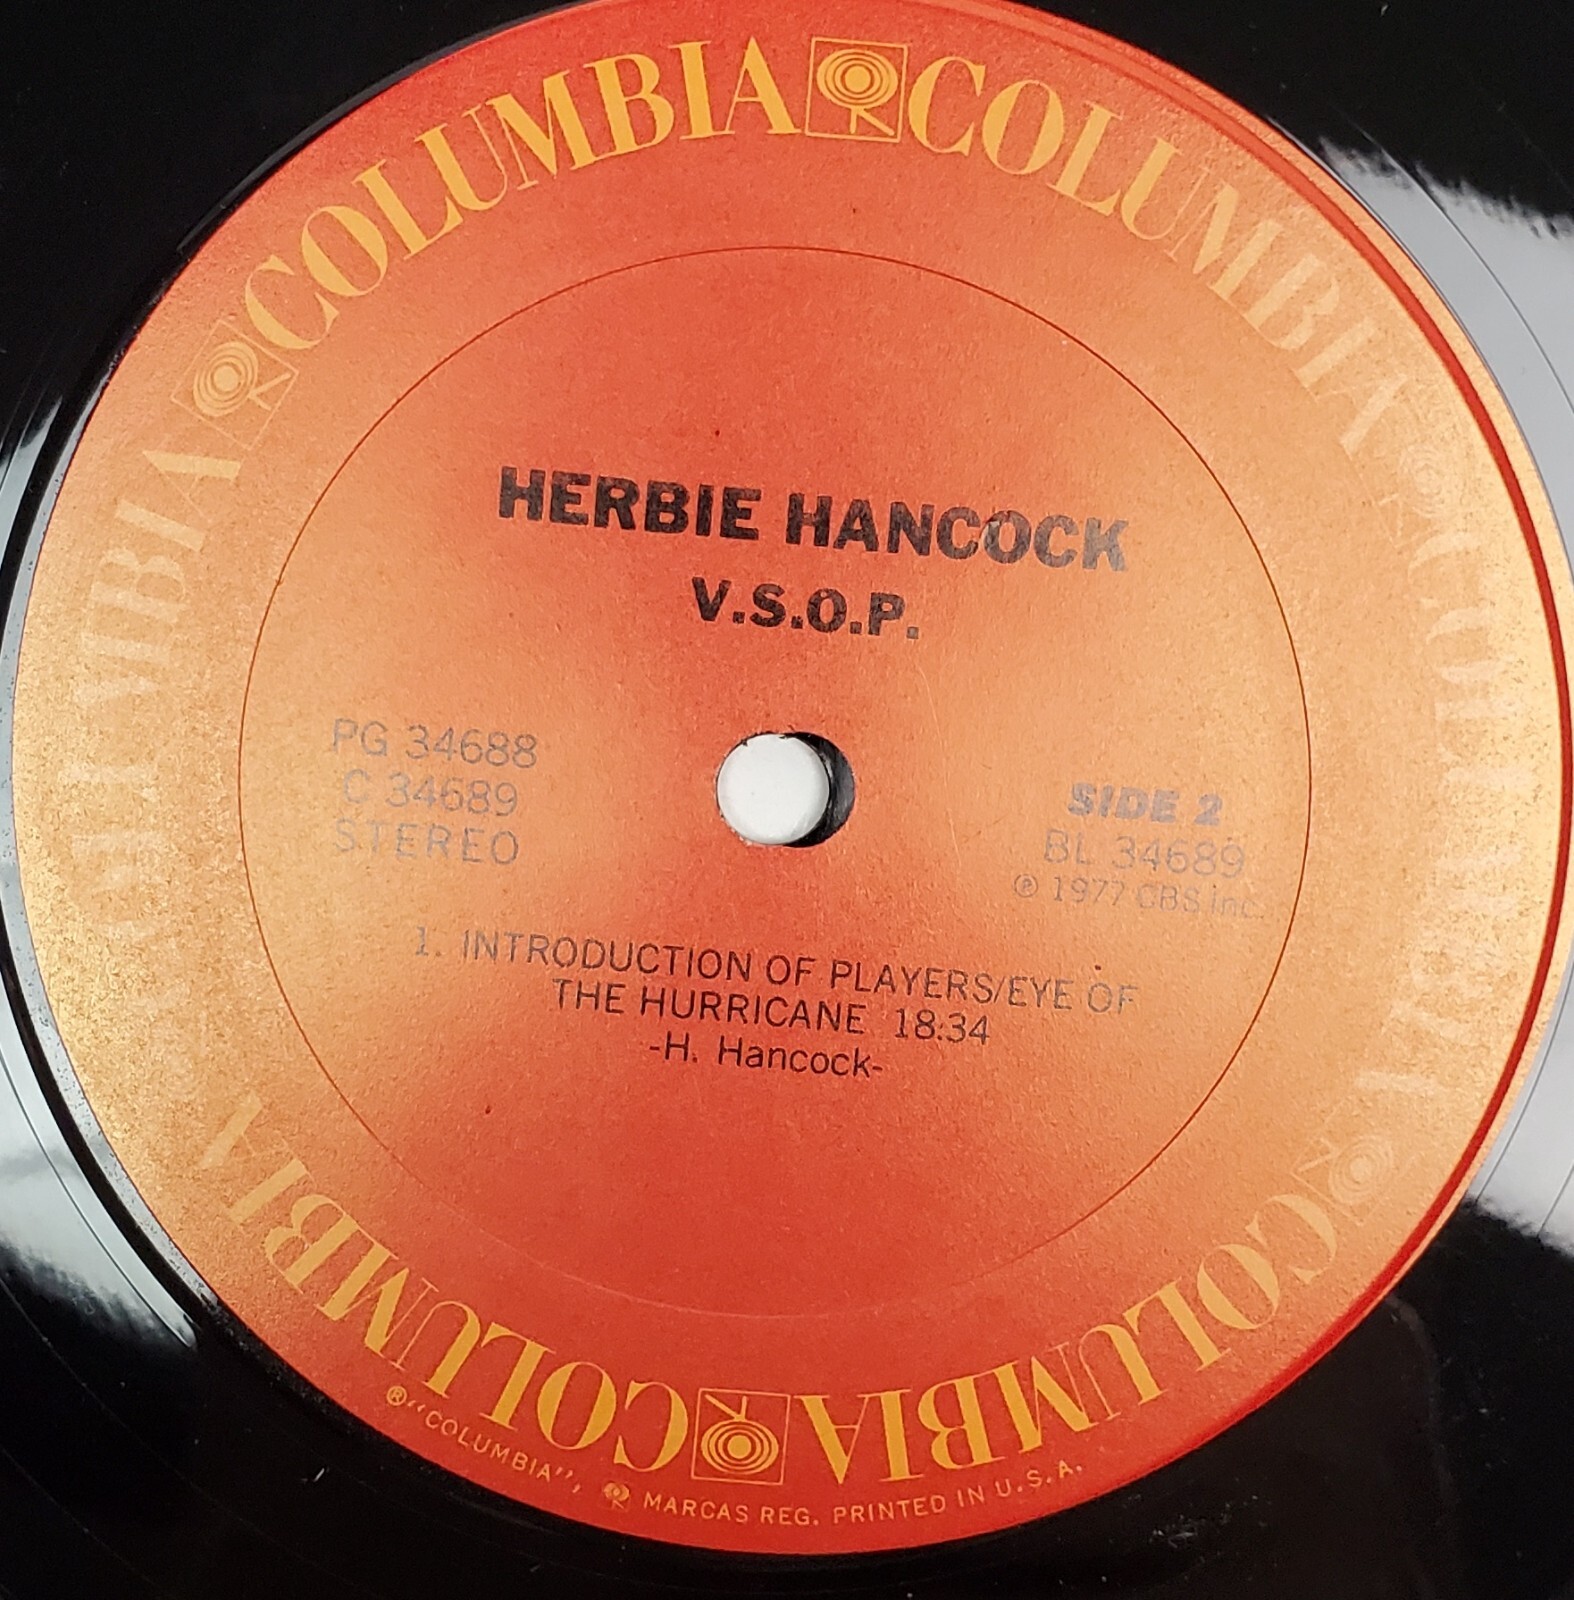 COLUMBIA COLUMBIA COLUMBIA COLUMBIA COLUMBIA COLUMBIA
HERBIE HANCOCK
V.S.O.P.
PG 34688
C 34689
STEREO
SIDE 2
BL 34689
℗ 1977 CBS Inc.
1. INTRODUCTION OF PLAYERS/EYE OF
THE HURRICANE 18:34
-H. Hancock-
® "COLUMBIA", MARCAS REG. PRINTED IN U.S.A.